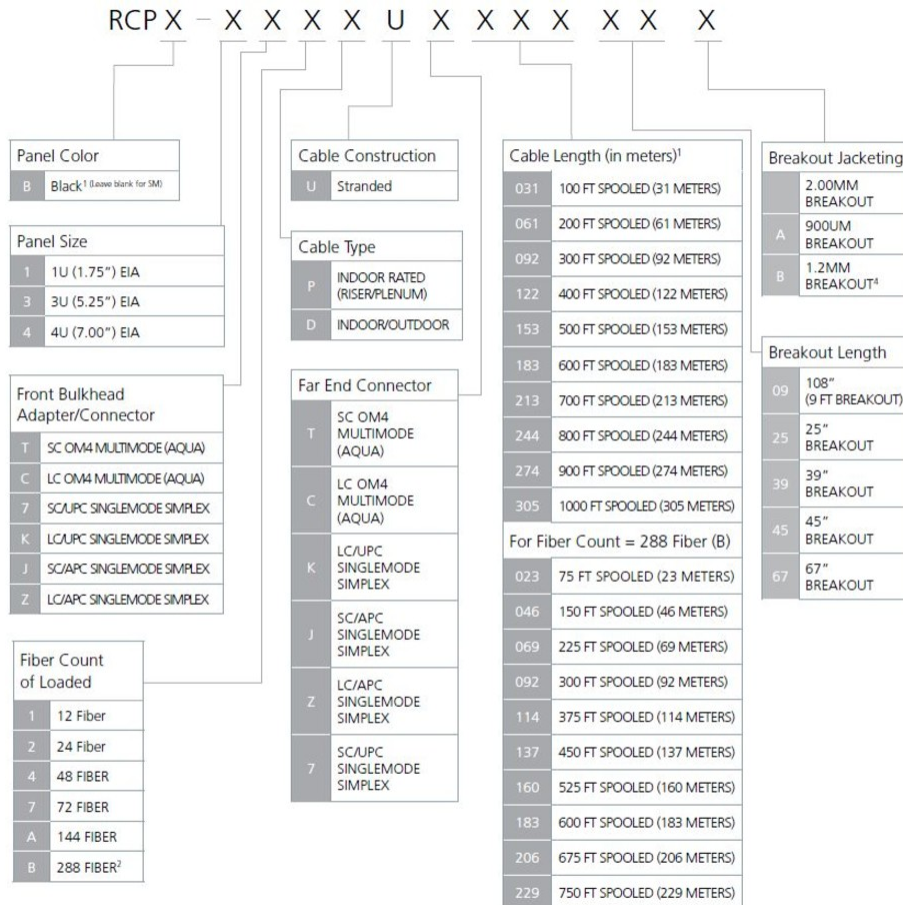 RCP X – X X X X U X X X X X X X
Panel Color
B Black¹ (Leave blank for SM)
Panel Size
1 1U (1.75”) EIA
3 3U (5.25”) EIA
4 4U (7.00”) EIA
Front Bulkhead
Adapter/Connector
T SC OM4 MULTIMODE (AQUA)
C LC OM4 MULTIMODE (AQUA)
7 SC/UPC SINGLEMODE SIMPLEX
K LC/UPC SINGLEMODE SIMPLEX
J SC/APC SINGLEMODE SIMPLEX
Z LC/APC SINGLEMODE SIMPLEX
Fiber Count
of Loaded
1 12 Fiber
2 24 Fiber
4 48 FIBER
7 72 FIBER
A 144 FIBER
B 288 FIBER²
Cable Construction
U Stranded
Cable Type
P INDOOR RATED
(RISER/PLENUM)
D INDOOR/OUTDOOR
Far End Connector
T SC OM4
MULTIMODE
(AQUA)
C LC OM4
MULTIMODE
(AQUA)
K LC/UPC
SINGLEMODE
SIMPLEX
J SC/APC
SINGLEMODE
SIMPLEX
Z LC/APC
SINGLEMODE
SIMPLEX
7 SC/UPC
SINGLEMODE
SIMPLEX
Cable Length (in meters)¹
031 100 FT SPOOLED (31 METERS)
061 200 FT SPOOLED (61 METERS)
092 300 FT SPOOLED (92 METERS)
122 400 FT SPOOLED (122 METERS)
153 500 FT SPOOLED (153 METERS)
183 600 FT SPOOLED (183 METERS)
213 700 FT SPOOLED (213 METERS)
244 800 FT SPOOLED (244 METERS)
274 900 FT SPOOLED (274 METERS)
305 1000 FT SPOOLED (305 METERS)
For Fiber Count = 288 Fiber (B)
023 75 FT SPOOLED (23 METERS)
046 150 FT SPOOLED (46 METERS)
069 225 FT SPOOLED (69 METERS)
092 300 FT SPOOLED (92 METERS)
114 375 FT SPOOLED (114 METERS)
137 450 FT SPOOLED (137 METERS)
160 525 FT SPOOLED (160 METERS)
183 600 FT SPOOLED (183 METERS)
206 675 FT SPOOLED (206 METERS)
229 750 FT SPOOLED (229 METERS)
Breakout Jacketing
2.00MM
BREAKOUT
A 900UM
BREAKOUT
B 1.2MM
BREAKOUT⁴
Breakout Length
09 108”
(9 FT BREAKOUT)
25 25”
BREAKOUT
39 39”
BREAKOUT
45 45”
BREAKOUT
67 67”
BREAKOUT